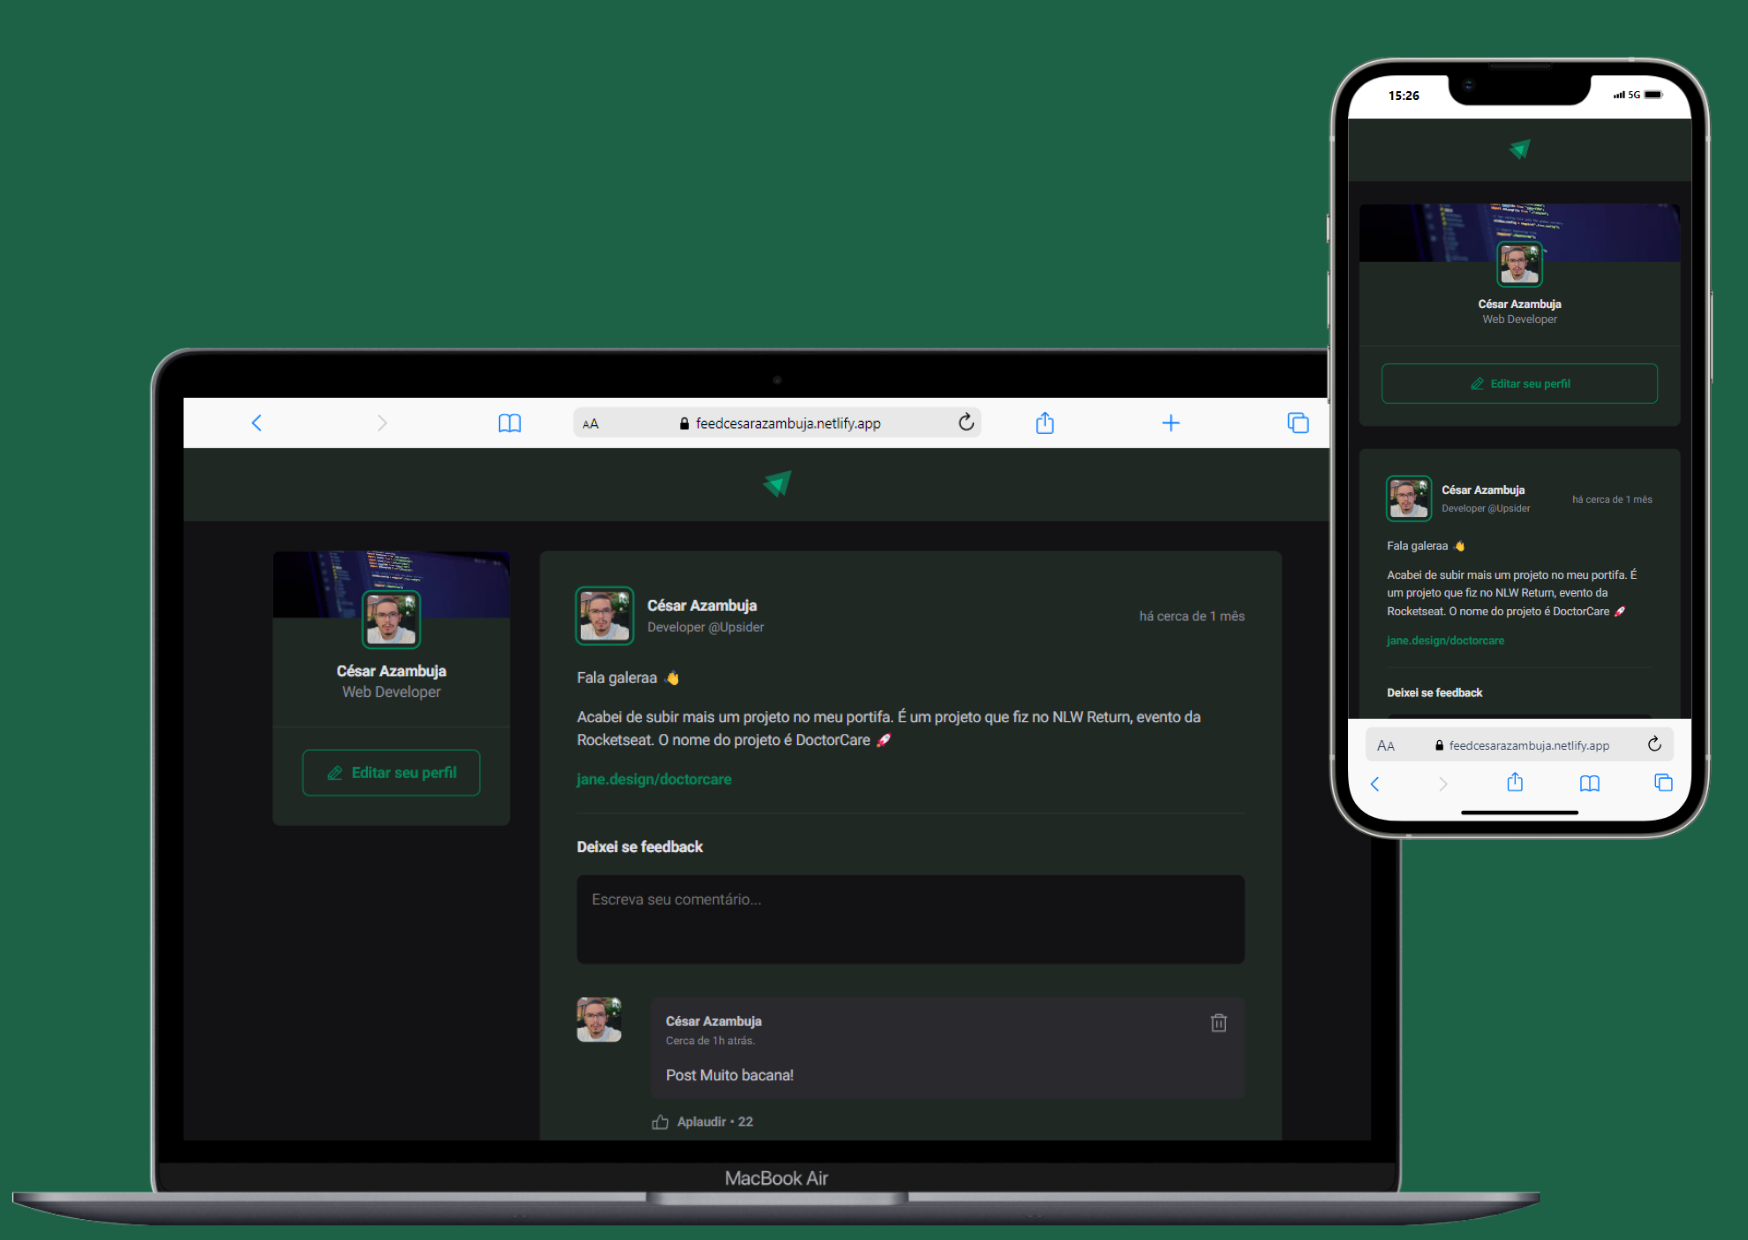 15:26
5G
César Azambuja
Web Developer
Editar seu perfil
César Azambuja
Developer @Upsider
há cerca de 1 mês
Fala galeraa 👋
Acabei de subir mais um projeto no meu portifa. É
um projeto que fiz no NLW Return, evento da
Rocketseat. O nome do projeto é DoctorCare 🚀
jane.design/doctorcare
Deixei se feedback
AA feedcesarazambuja.netlify.app
AA feedcesarazambuja.netlify.app
César Azambuja
Web Developer
Editar seu perfil
César Azambuja
Developer @Upsider
há cerca de 1 mês
Fala galeraa 👋
Acabei de subir mais um projeto no meu portifa. É um projeto que fiz no NLW Return, evento da
Rocketseat. O nome do projeto é DoctorCare 🚀
jane.design/doctorcare
Deixei se feedback
Escreva seu comentário...
César Azambuja
Cerca de 1h atrás.
Post Muito bacana!
Aplaudir • 22
MacBook Air